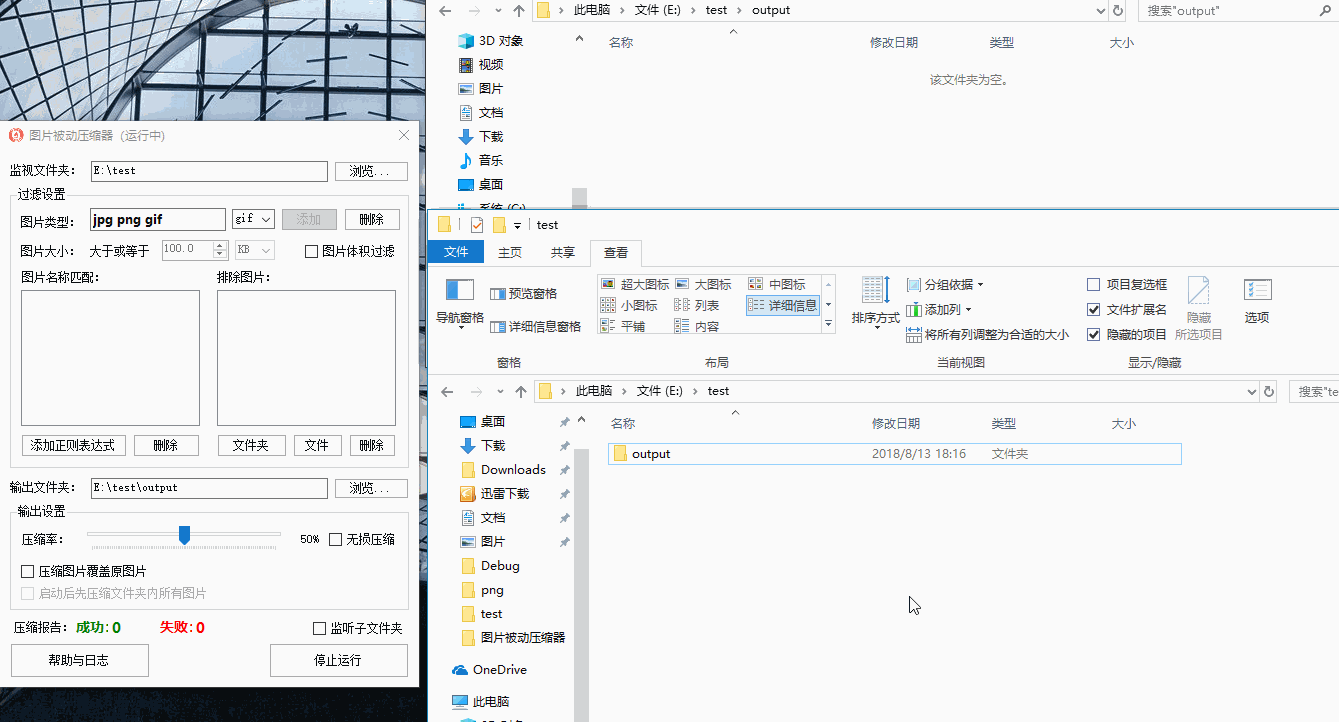 图片被动压缩器（运行中）
监视文件夹： E:\test 浏览...
过滤设置
图片类型： jpg png gif gif 添加 删除
图片大小： 大于或等于 100.0 KB 图片体积过滤
图片名称匹配： 排除图片：
添加正则表达式 删除 文件夹 文件 删除
输出文件夹： E:\test\output 浏览...
输出设置
压缩率： 50% 无损压缩
压缩图片覆盖原图片
启动后先压缩文件夹内所有图片
压缩报告： 成功：0 失败：0 监听子文件夹
帮助与日志 停止运行
此电脑 文件 (E:) test output 搜索"output"
名称 修改日期 类型 大小
该文件夹为空。
3D 对象
视频
图片
文档
下载
音乐
桌面
系统 (C:)
test
文件 主页 共享 查看
导航窗格
预览窗格
详细信息窗格
窗格
超大图标 大图标 中图标
小图标 列表 详细信息
平铺 内容
布局
排序方式
分组依据
添加列
将所有列调整为合适的大小
当前视图
项目复选框
文件扩展名
隐藏的项目
隐藏
所选项目
选项
显示/隐藏
此电脑 文件 (E:) test 搜索"te
名称 修改日期 类型 大小
output 2018/8/13 18:16 文件夹
桌面
下载
Downloads
迅雷下载
文档
图片
Debug
png
test
图片被动压缩器
OneDrive
此电脑